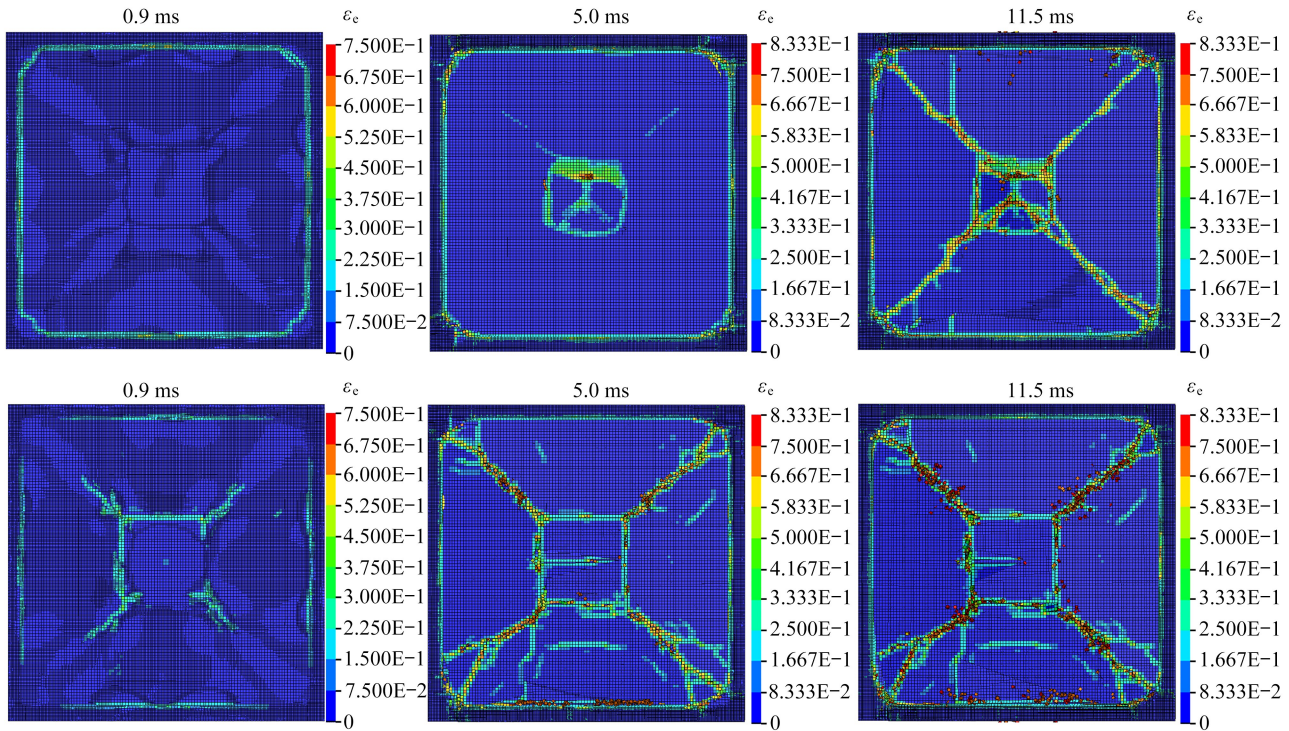 0.9 ms
εe
7.500E−1
6.750E−1
6.000E−1
5.250E−1
4.500E−1
3.750E−1
3.000E−1
2.250E−1
1.500E−1
7.500E−2
0
5.0 ms
εe
8.333E−1
7.500E−1
6.667E−1
5.833E−1
5.000E−1
4.167E−1
3.333E−1
2.500E−1
1.667E−1
8.333E−2
0
11.5 ms
εe
8.333E−1
7.500E−1
6.667E−1
5.833E−1
5.000E−1
4.167E−1
3.333E−1
2.500E−1
1.667E−1
8.333E−2
0
0.9 ms
εe
7.500E−1
6.750E−1
6.000E−1
5.250E−1
4.500E−1
3.750E−1
3.000E−1
2.250E−1
1.500E−1
7.500E−2
0
5.0 ms
εe
8.333E−1
7.500E−1
6.667E−1
5.833E−1
5.000E−1
4.167E−1
3.333E−1
2.500E−1
1.667E−1
8.333E−2
0
11.5 ms
εe
8.333E−1
7.500E−1
6.667E−1
5.833E−1
5.000E−1
4.167E−1
3.333E−1
2.500E−1
1.667E−1
8.333E−2
0